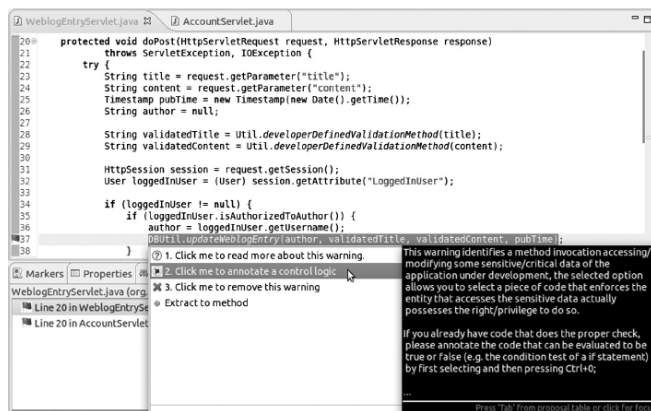 WeblogEntryServlet.java
AccountServlet.java
20 protected void doPost(HttpServletRequest request, HttpServletResponse response)
21 throws ServletException, IOException {
22 try {
23 String title = request.getParameter("title");
24 String content = request.getParameter("content");
25 Timestamp pubTime = new Timestamp(new Date().getTime());
26 String author = null;
27
28 String validatedTitle = Util.developerDefinedValidationMethod(title);
29 String validatedContent = Util.developerDefinedValidationMethod(content);
30
31 HttpSession session = request.getSession();
32 User loggedInUser = (User) session.getAttribute("LoggedInUser");
33
34 if (loggedInUser != null) {
35 if (loggedInUser.isAuthorizedToAuthor()) {
36 author = loggedInUser.getUsername();
37 DBUtil.updateWeblogEntry(author, validatedTitle, validatedContent, pubTime);
38 }
1. Click me to read more about this warning.
2. Click me to annotate a control logic
3. Click me to remove this warning
Extract to method
This warning identifies a method invocation accessing/
modifying some sensitive/critical data of the
application under development, the selected option
allows you to select a piece of code that enforces the
entity that accesses the sensitive data actually
possesses the right/privilege to do so.
If you already have code that does the proper check,
please annotate the code that can be evaluated to be
true or false (e.g. the condition test of a if statement)
by first selecting and then pressing Ctrl+0;
...
Press 'Tab' from proposal table or click for focus
Markers
Properties
WeblogEntryServlet.java (org.
Line 20 in WeblogEntrySe
Line 20 in AccountServlet